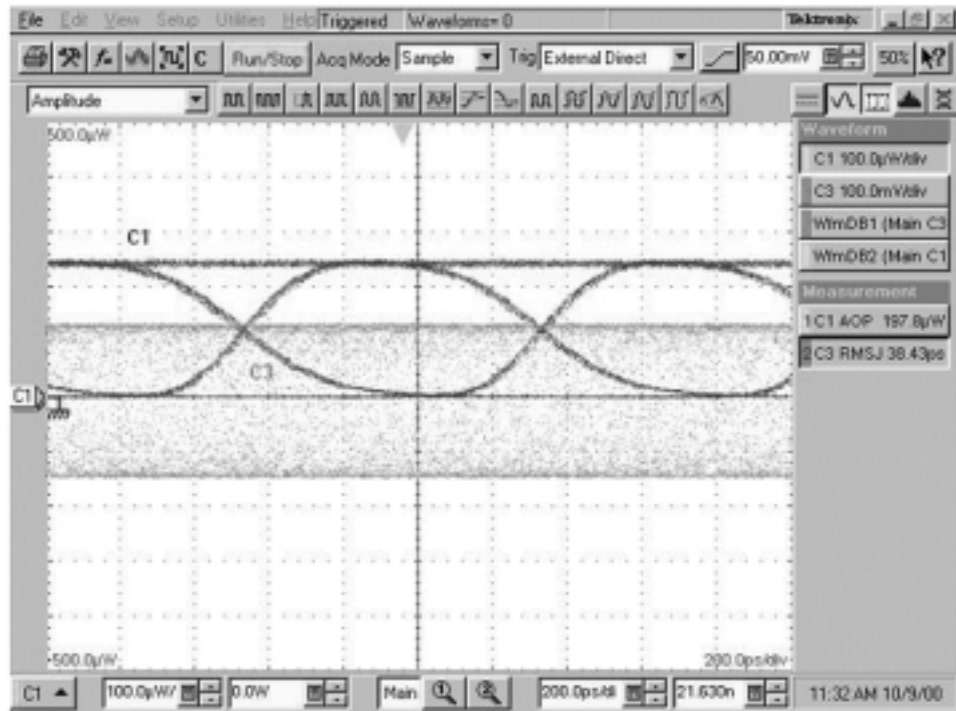 File Edit View Setup Utilities Help Triggered Waveforms= 0 Tektronix
C Run/Stop Acq Mode Sample Trig External Direct 50.00mV 50% ?
Amplitude
500.0µW
Waveform
C1 100.0µW/div
C3 100.0mV/div
WfmDB1 (Main C3
WfmDB2 (Main C1
Measurement
1 C1 AOP 197.8µW
2 C3 RMSJ 38.43ps
C1
C3
C1
-500.0µW
200.0ps/div
C1 100.0µW/ 0.0W Main 1 2 200.0ps/di 21.630n 11:32 AM 10/9/00